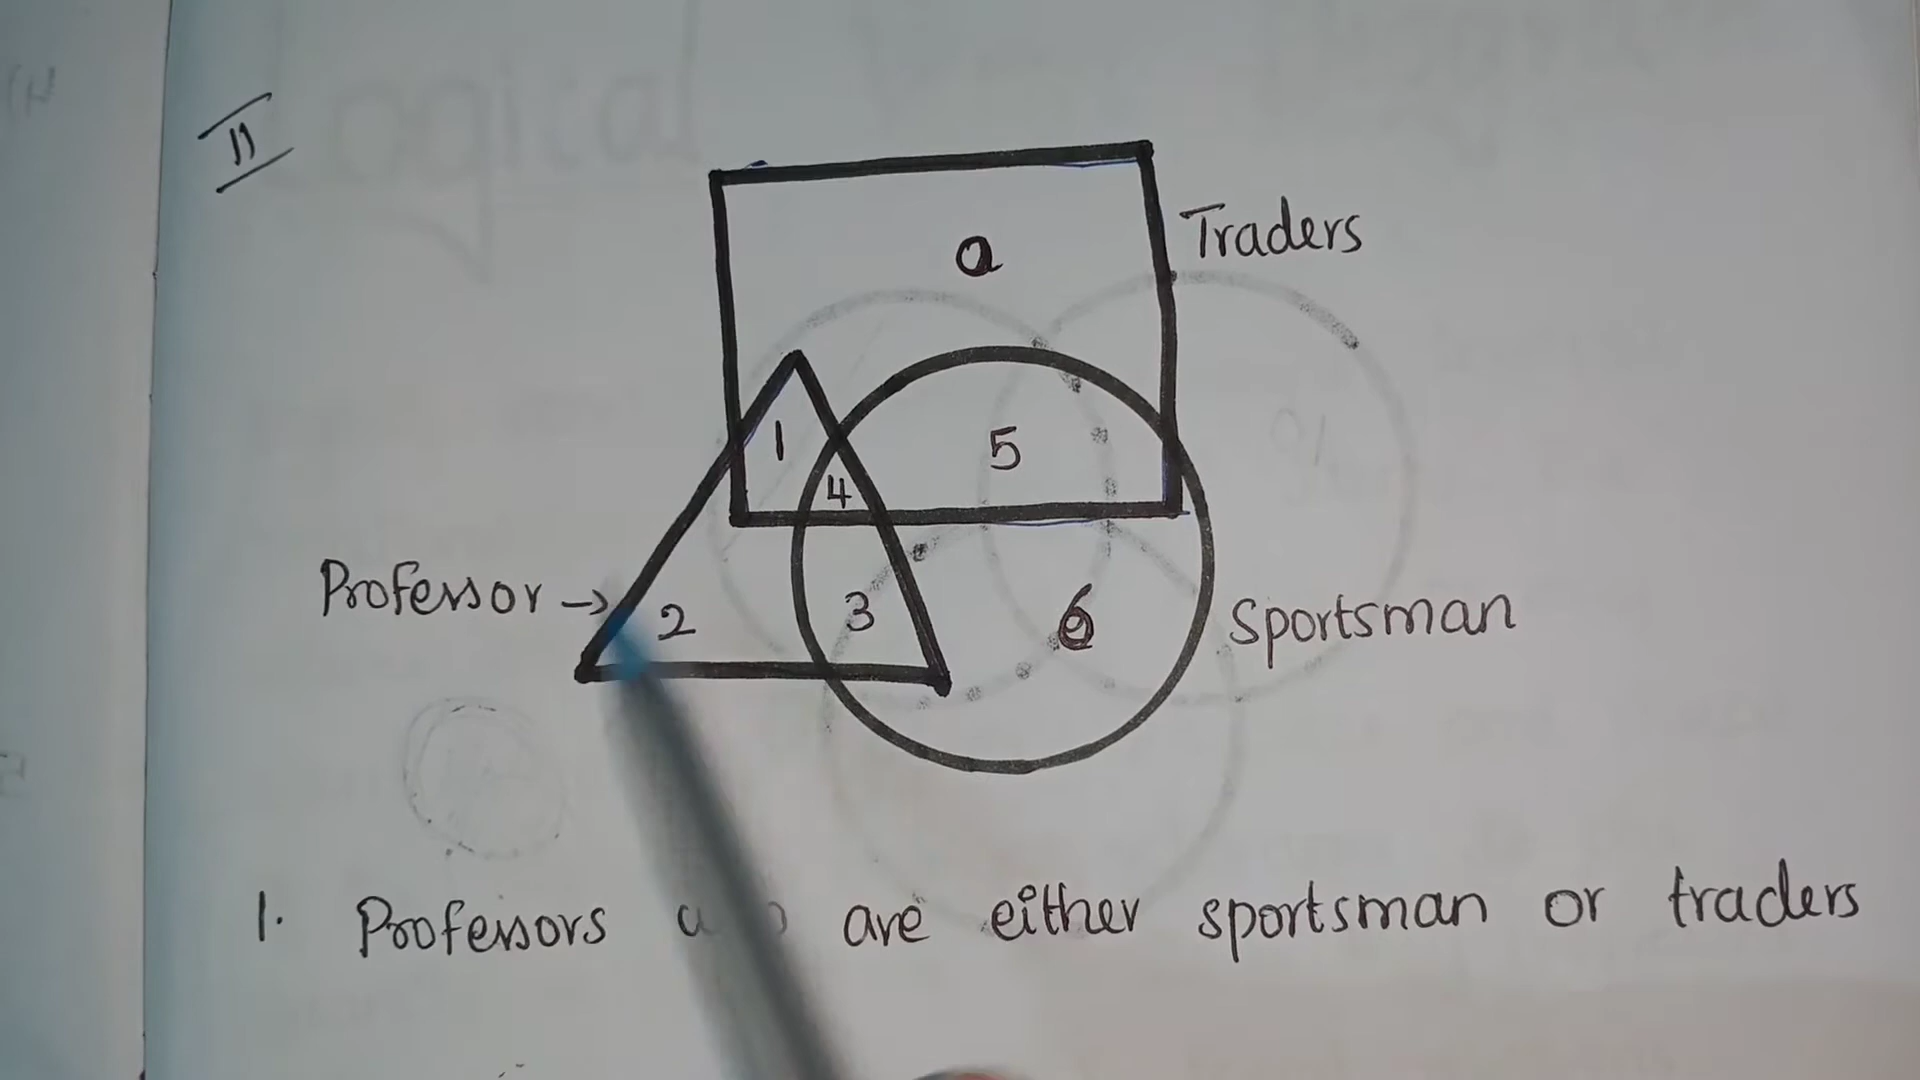 II
Traders
a
1
5
4
Professor →
2
3
6
Sportsman
1. Professors are either sportsman or traders